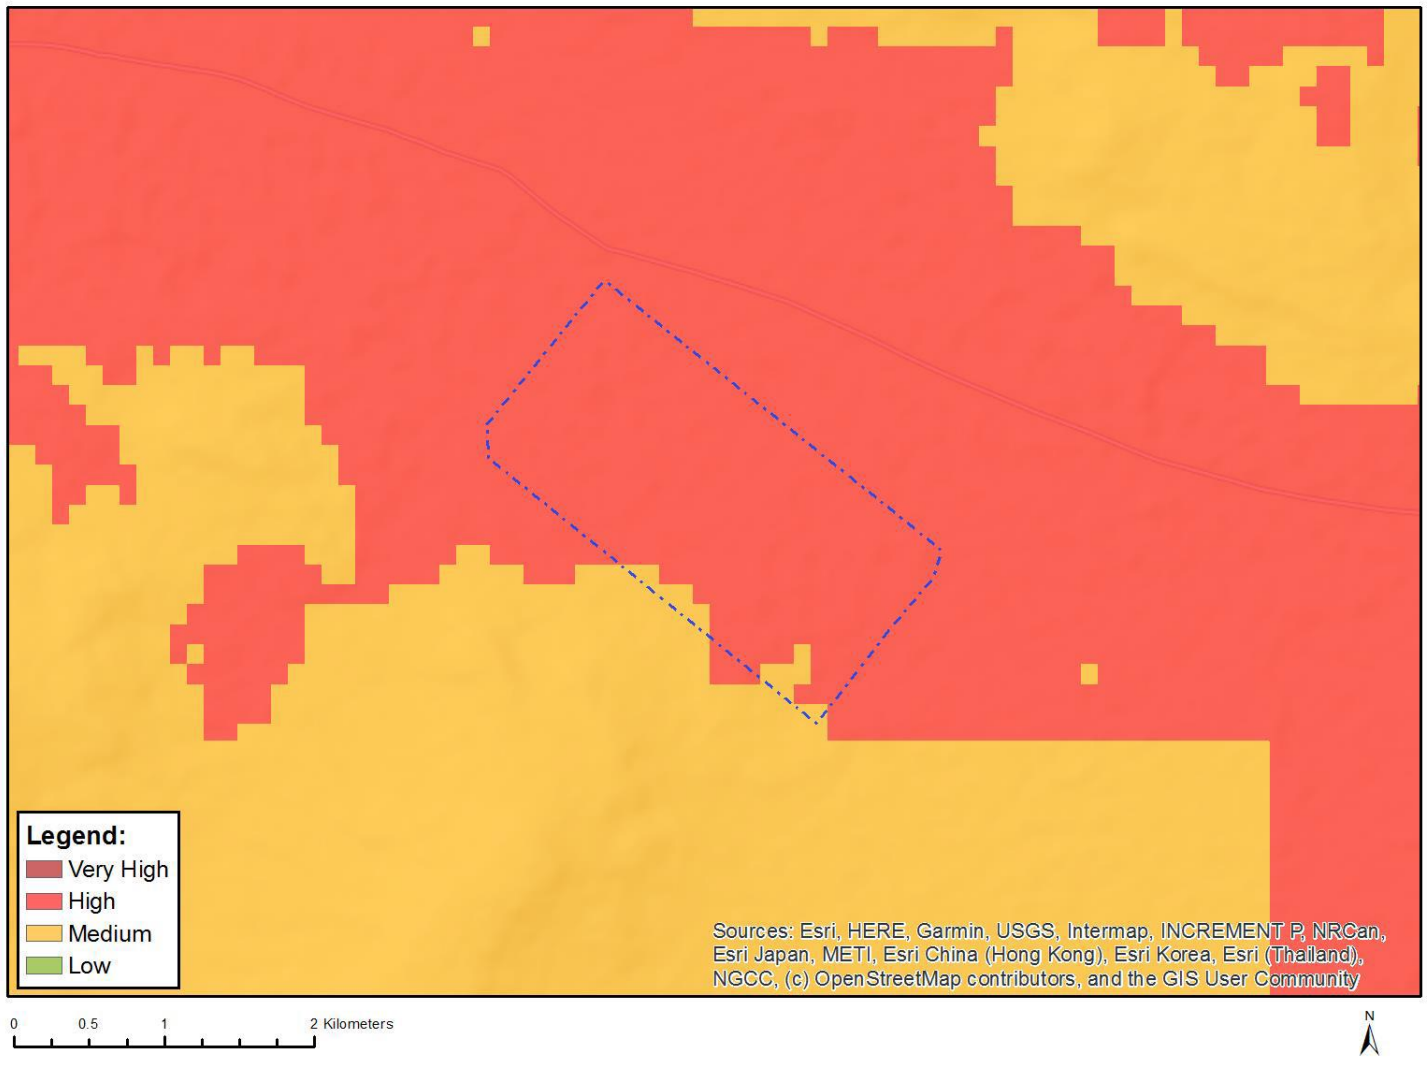 Legend:
Very High
High
Medium
Low
Sources: Esri, HERE, Garmin, USGS, Intermap, INCREMENT P, NRCan,
Esri Japan, METI, Esri China (Hong Kong), Esri Korea, Esri (Thailand),
NGCC, (c) OpenStreetMap contributors, and the GIS User Community
0 0.5 1 2 Kilometers
N